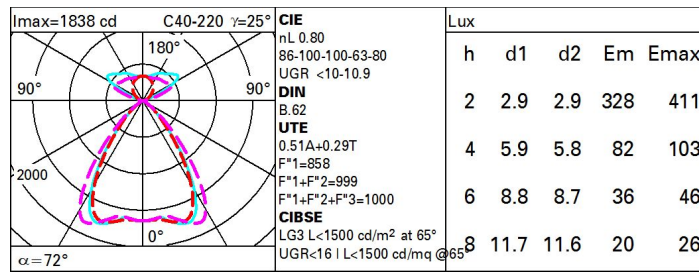 Imax=1838 cd C40-220 γ=25°
180°
90° 90°
2000
0°
α=72°
CIE
nL 0.80
86-100-100-63-80
UGR <10-10.9
DIN
B.62
UTE
0.51A+0.29T
F"1=858
F"1+F"2=999
F"1+F"2+F"3=1000
CIBSE
LG3 L<1500 cd/m² at 65°
UGR<16 | L<1500 cd/mq @65°
Lux
h d1 d2 Em Emax
2 2.9 2.9 328 411
4 5.9 5.8 82 103
6 8.8 8.7 36 46
8 11.7 11.6 20 26